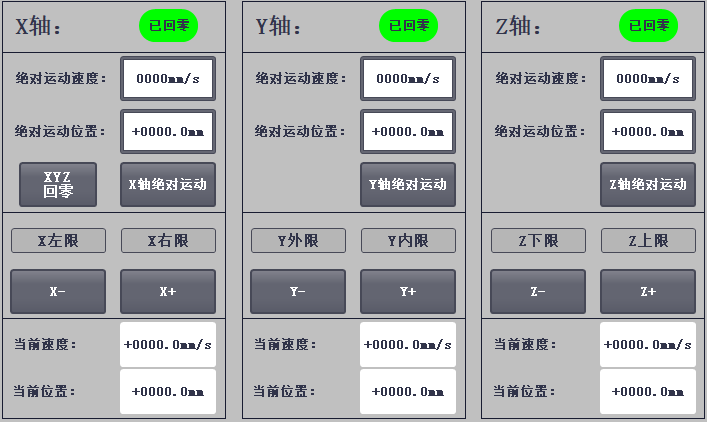 X轴： 已回零
绝对运动速度： 0000mm/s
绝对运动位置： +0000.0mm
XYZ
回零
X轴绝对运动
X左限 X右限
X- X+
当前速度： +0000.0mm/s
当前位置： +0000.0mm
Y轴： 已回零
绝对运动速度： 0000mm/s
绝对运动位置： +0000.0mm
Y轴绝对运动
Y外限 Y内限
Y- Y+
当前速度： +0000.0mm/s
当前位置： +0000.0mm
Z轴： 已回零
绝对运动速度： 0000mm/s
绝对运动位置： +0000.0mm
Z轴绝对运动
Z下限 Z上限
Z- Z+
当前速度： +0000.0mm/s
当前位置： +0000.0mm